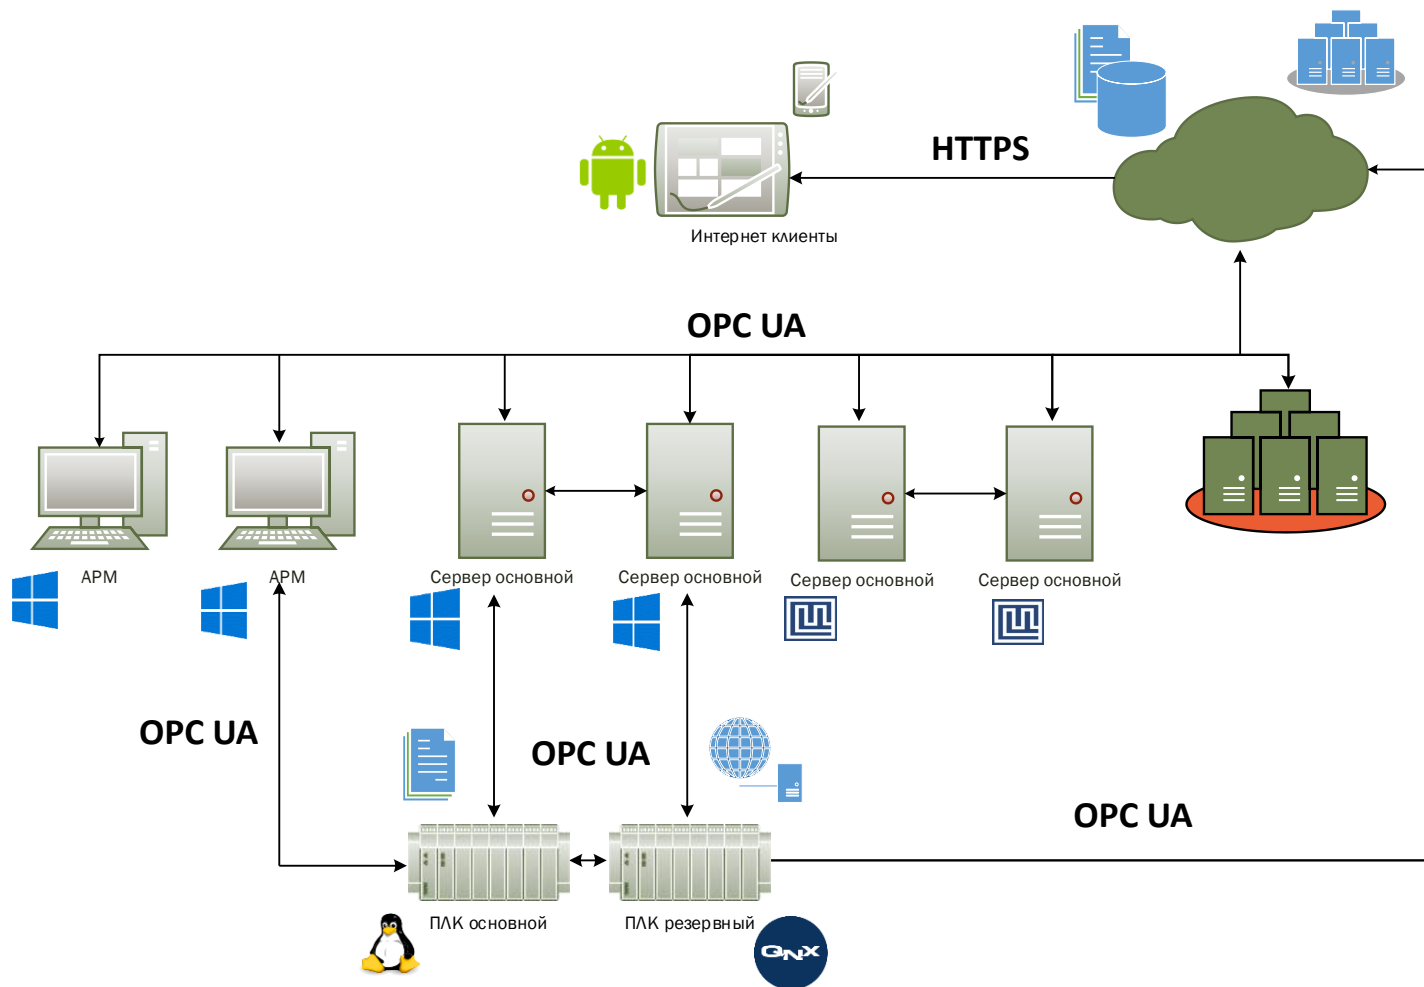 HTTPS
Интернет клиенты
OPC UA
АРМ
АРМ
Сервер основной
Сервер основной
Сервер основной
Сервер основной
OPC UA
OPC UA
OPC UA
ПЛК основной
ПЛК резервный
QNX